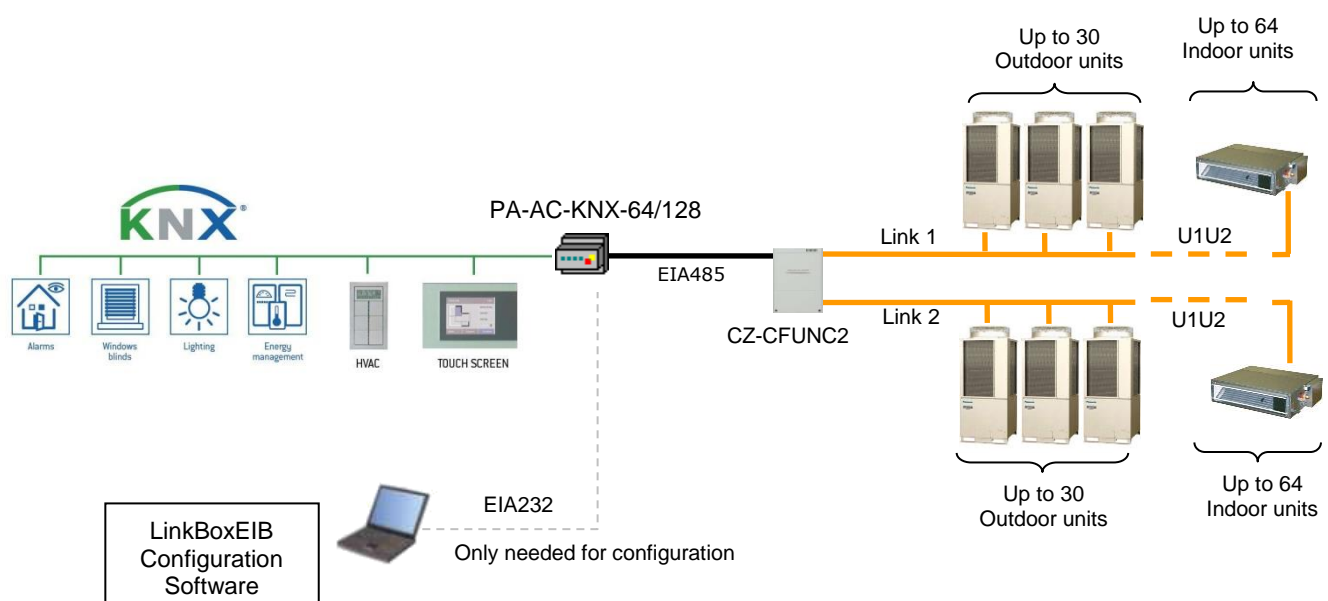 Up to 30
Outdoor units
Up to 64
Indoor units
KNX®
PA-AC-KNX-64/128
Link 1
U1U2
EIA485
CZ-CFUNC2
Link 2
U1U2
Alarms
Windows
blinds
Lighting
Energy
management
HVAC
TOUCH SCREEN
Up to 30
Outdoor units
Up to 64
Indoor units
EIA232
Only needed for configuration
LinkBoxEIB
Configuration
Software